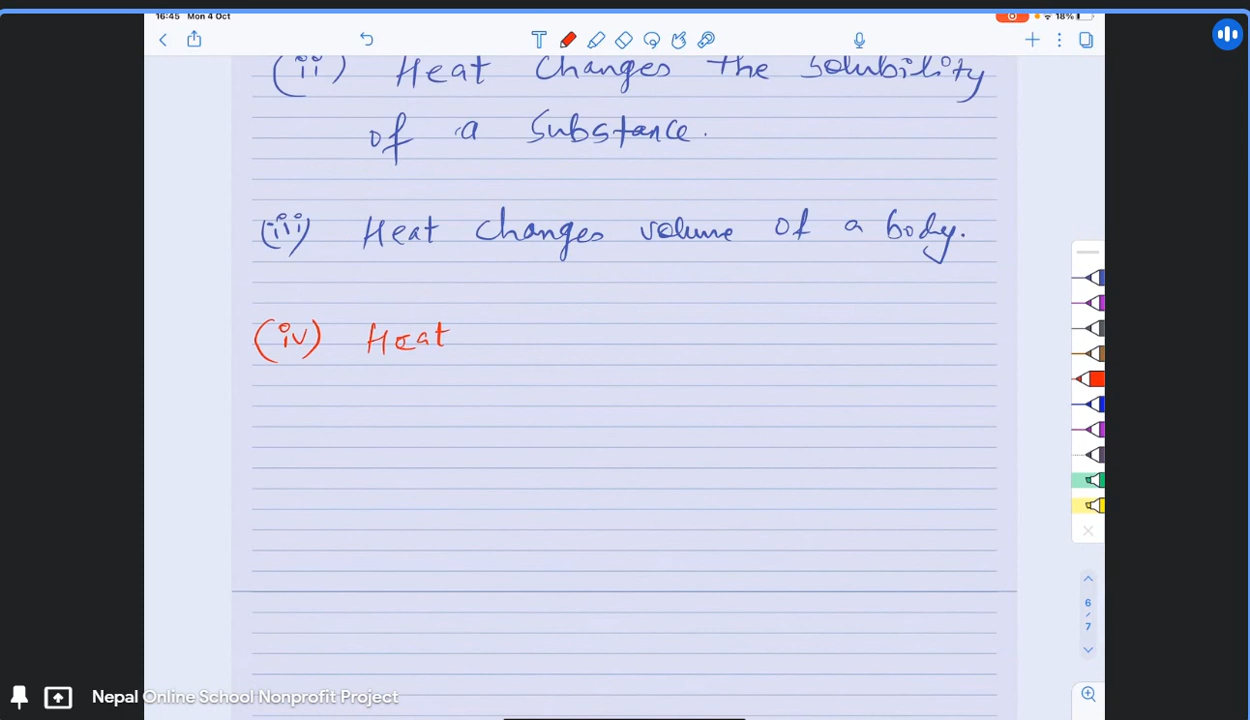 16:45 Mon 4 Oct
18%
(ii) Heat changes the solubility
of a substance.
(iii) Heat changes volume of a body.
(iv) Heat
6
/
7
Nepal Online School Nonprofit Project